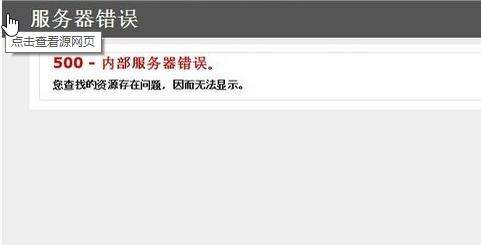 服务器错误
点击查看源网页
500 - 内部服务器错误。
您查找的资源存在问题，因而无法显示。